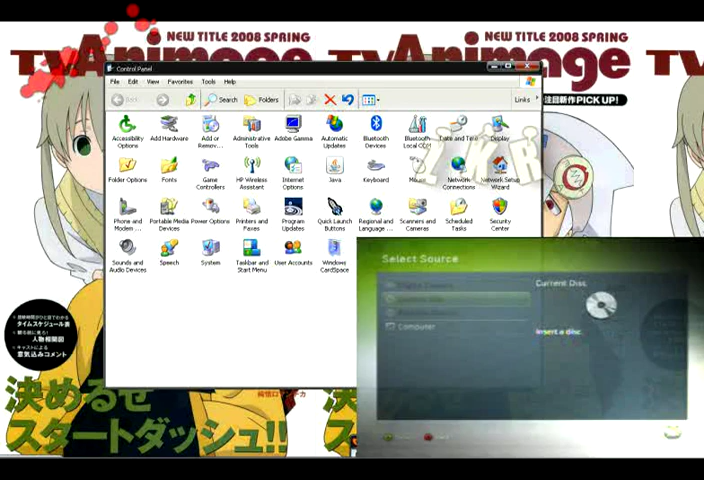 NEW TITLE 2008 SPRING
NEW TITLE 2008 SPRING
TV Animage
TV Animage
TV
Control Panel
File Edit View Favorites Tools Help
Search Folders Links
注目新作PICK UP!
Accessibility Options
Add Hardware
Add or Remov...
Administrative Tools
Adobe Gamma
Automatic Updates
Bluetooth Devices
Bluetooth Local COM
Date and Time
Display
Folder Options
Fonts
Game Controllers
HP Wireless Assistant
Internet Options
Java
Keyboard
Network Connections
Network Setup Wizard
Phone and Modem ...
Portable Media Devices
Power Options
Printers and Faxes
Program Updates
Quick Launch Buttons
Regional and Language ...
Scanners and Cameras
Scheduled Tasks
Security Center
Sounds and Audio Devices
Speech
System
Taskbar and Start Menu
User Accounts
Windows CardSpace
Select Source
Current Disc
Computer
Insert a disc
タイムスケジュール表
人物相関図
意気込みコメント
決めるぜ
スタートダッシュ!!